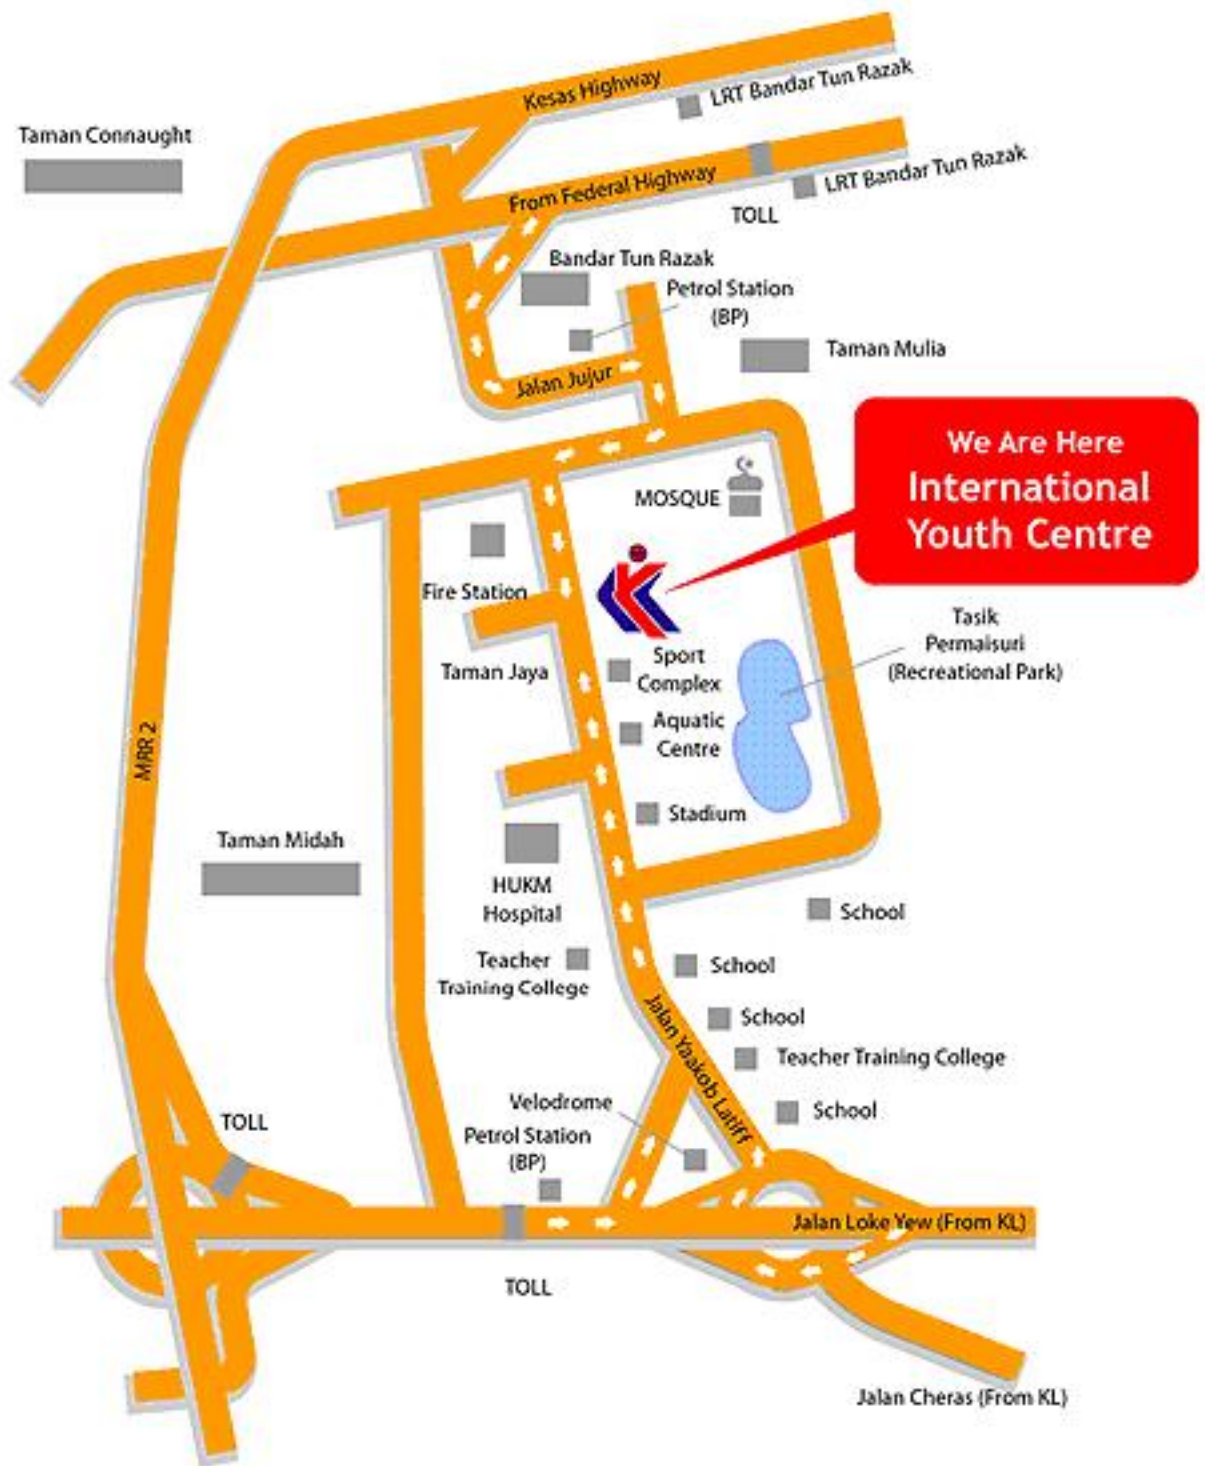 Kesas Highway
LRT Bandar Tun Razak
Taman Connaught
From Federal Highway
LRT Bandar Tun Razak
TOLL
Bandar Tun Razak
Petrol Station
(BP)
Taman Mulia
Jalan Jujur
We Are Here
International
Youth Centre
MOSQUE
Fire Station
Tasik
Permaisuri
(Recreational Park)
Taman Jaya
Sport
Complex
Aquatic
Centre
MRR 2
Stadium
Taman Midah
HUKM
Hospital
School
Teacher
Training College
School
School
Jalan Yaakob Latiff
Teacher Training College
Velodrome
School
TOLL
Petrol Station
(BP)
Jalan Loke Yew (From KL)
TOLL
Jalan Cheras (From KL)